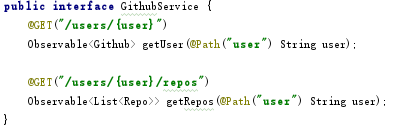 public interface GithubService {
@GET("/users/{user}")
Observable<Github> getUser(@Path("user") String user);
@GET("/users/{user}/repos")
Observable<List<Repo>> getRepos(@Path("user") String user);
}